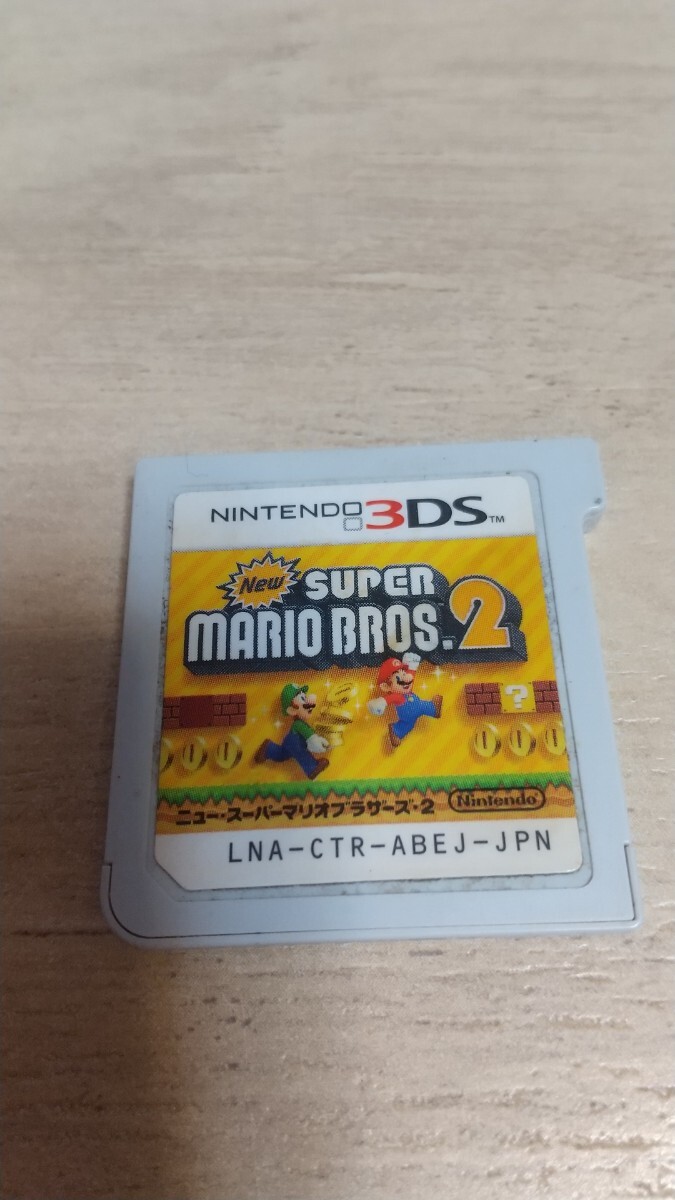 NINTENDO 3DS™
New SUPER
MARIO BROS. 2
?
ニュー・スーパーマリオブラザーズ・2
Nintendo
LNA-CTR-ABEJ-JPN